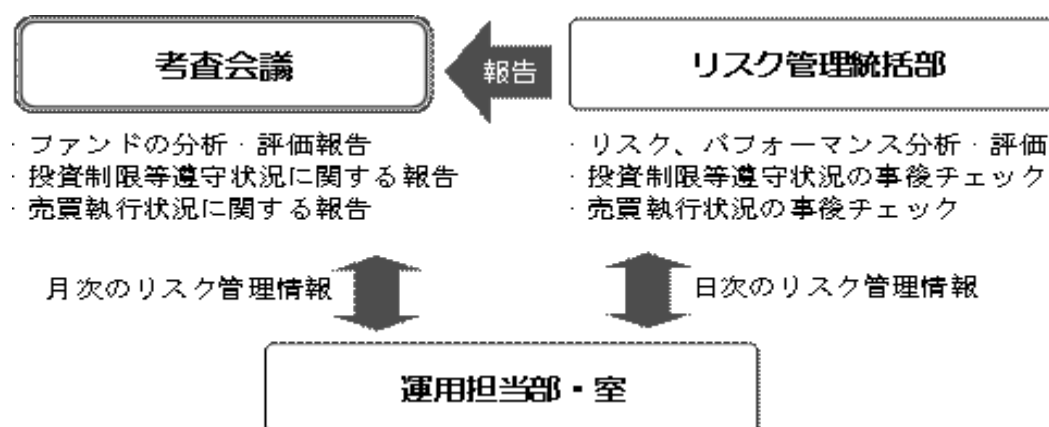 考査会議
報告
リスク管理統括部
・ファンドの分析・評価報告
・投資制限等遵守状況に関する報告
・売買執行状況に関する報告
・リスク、パフォーマンス分析・評価
・投資制限等遵守状況の事後チェック
・売買執行状況の事後チェック
月次のリスク管理情報
日次のリスク管理情報
運用担当部・室